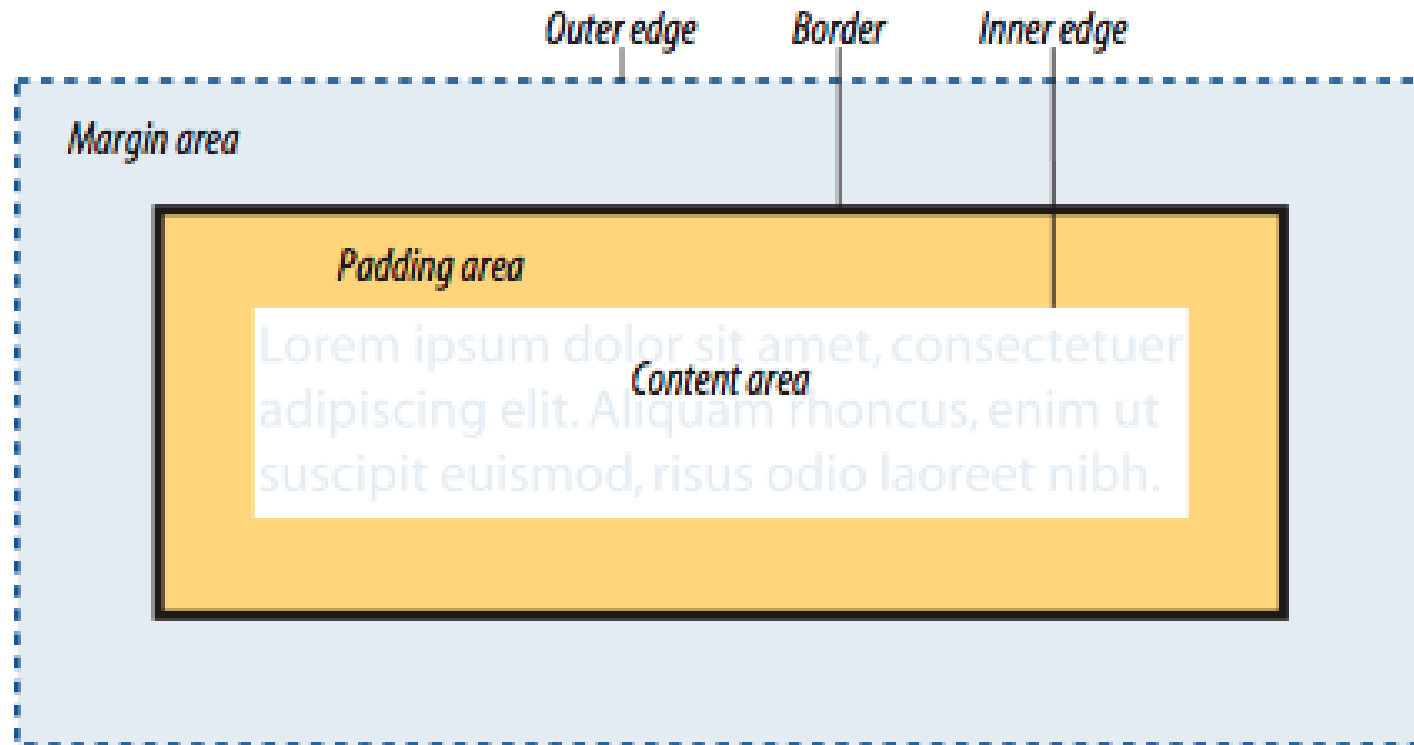 Outer edge Border Inner edge
Margin area
Padding area
Lorem ipsum dolor sit amet, consectetuer
Content area
adipiscing elit. Aliquam rhoncus, enim ut
suscipit euismod, risus odio laoreet nibh.